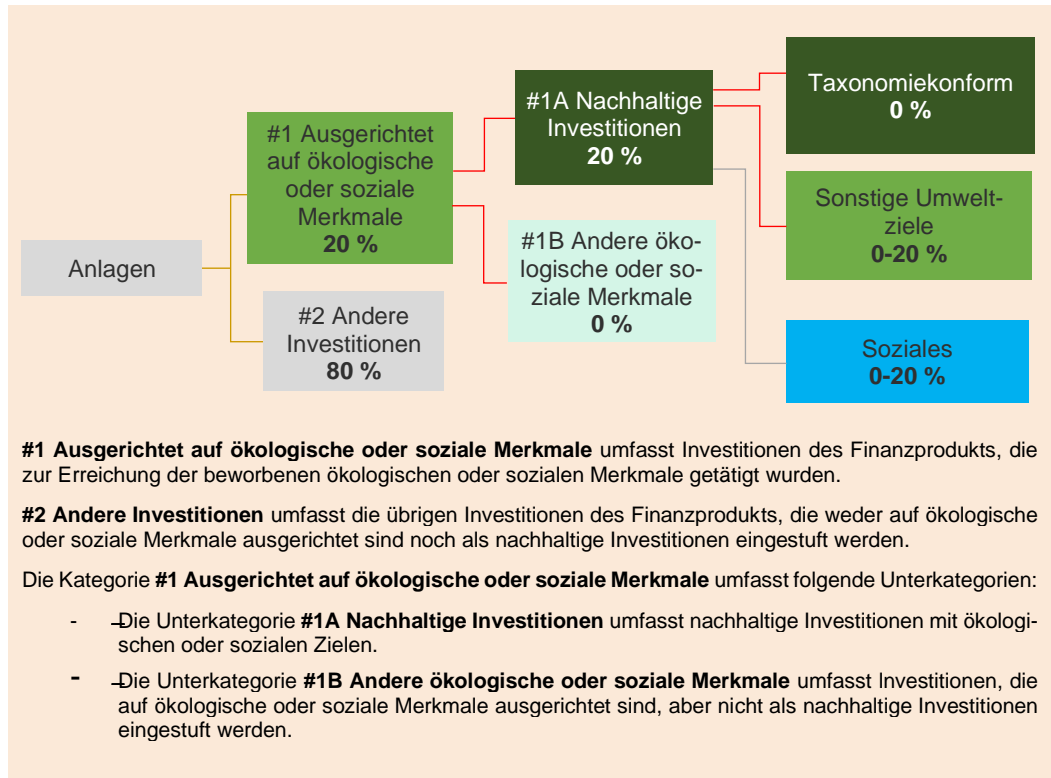 Anlagen
#1 Ausgerichtet
auf ökologische
oder soziale
Merkmale
20 %
#2 Andere
Investitionen
80 %
#1A Nachhaltige
Investitionen
20 %
#1B Andere öko-
logische oder so-
ziale Merkmale
0 %
Taxonomiekonform
0 %
Sonstige Umwelt-
ziele
0-20 %
Soziales
0-20 %
#1 Ausgerichtet auf ökologische oder soziale Merkmale umfasst Investitionen des Finanzprodukts, die
zur Erreichung der beworbenen ökologischen oder sozialen Merkmale getätigt wurden.
#2 Andere Investitionen umfasst die übrigen Investitionen des Finanzprodukts, die weder auf ökologische
oder soziale Merkmale ausgerichtet sind noch als nachhaltige Investitionen eingestuft werden.
Die Kategorie #1 Ausgerichtet auf ökologische oder soziale Merkmale umfasst folgende Unterkategorien:
- –Die Unterkategorie #1A Nachhaltige Investitionen umfasst nachhaltige Investitionen mit ökologi-
schen oder sozialen Zielen.
- –Die Unterkategorie #1B Andere ökologische oder soziale Merkmale umfasst Investitionen, die
auf ökologische oder soziale Merkmale ausgerichtet sind, aber nicht als nachhaltige Investitionen
eingestuft werden.